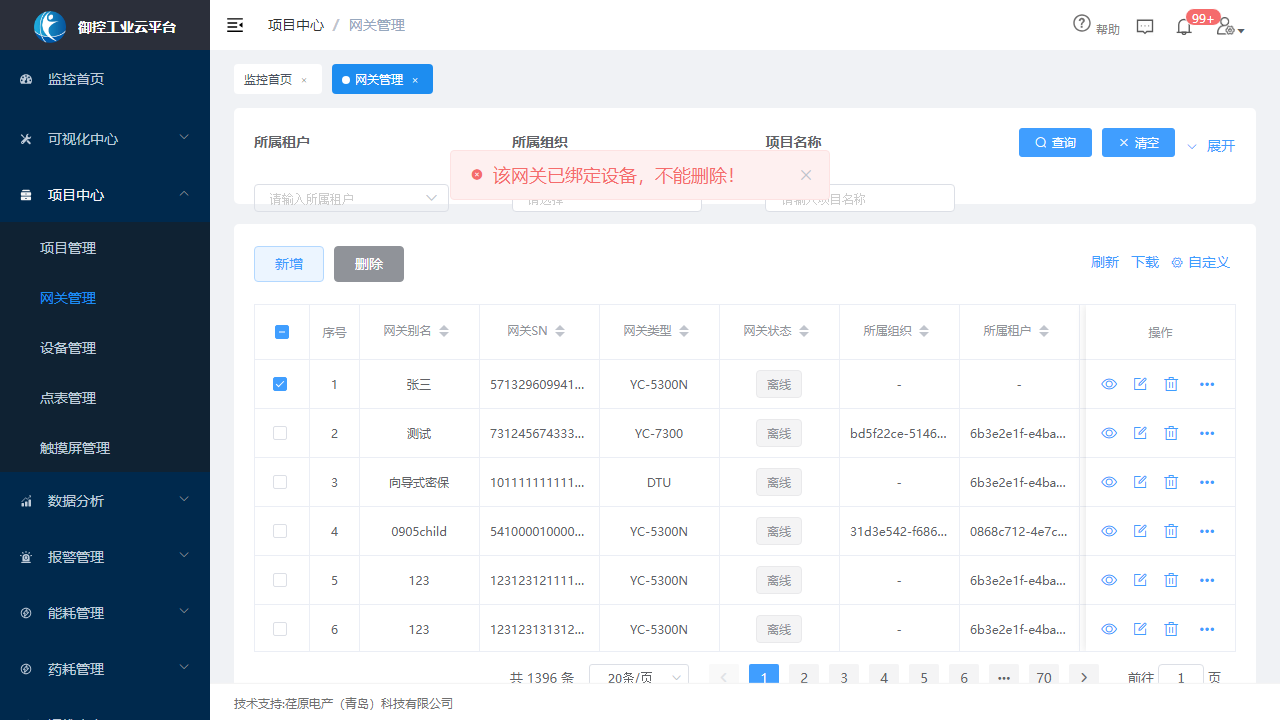 御控工业云平台
项目中心 / 网关管理
帮助
99+
监控首页
可视化中心
项目中心
项目管理
网关管理
设备管理
点表管理
触摸屏管理
数据分析
报警管理
能耗管理
药耗管理
监控首页 ×
网关管理 ×
所属租户 所属组织 项目名称
查询 清空 展开
该网关已绑定设备，不能删除！
请输入所属租户 请选择 请输入项目名称
新增 删除 刷新 下载 自定义
序号 网关别名 网关SN 网关类型 网关状态 所属组织 所属租户 操作
1 张三 571329609941... YC-5300N 离线 - -
2 测试 731245674333... YC-7300 离线 bd5f22ce-5146... 6b3e2e1f-e4ba...
3 向导式密保 101111111111... DTU 离线 - 6b3e2e1f-e4ba...
4 0905child 541000010000... YC-5300N 离线 31d3e542-f686... 0868c712-4e7c...
5 123 123123121111... YC-5300N 离线 - 6b3e2e1f-e4ba...
6 123 123123131312... YC-5300N 离线 - 6b3e2e1f-e4ba...
共 1396 条 20条/页 1 2 3 4 5 6 ••• 70 前往 1 页
技术支持:荏原电产（青岛）科技有限公司